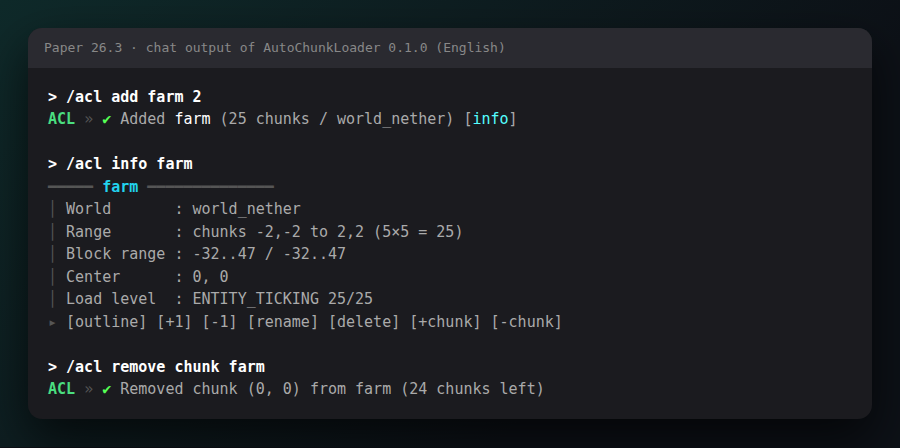 Paper 26.3 · chat output of AutoChunkLoader 0.1.0 (English)
> /acl add farm 2
ACL » ✔ Added farm (25 chunks / world_nether) [info]
> /acl info farm
━━━━━ farm ━━━━━━━━━━━━━━
│ World : world_nether
│ Range : chunks -2,-2 to 2,2 (5×5 = 25)
│ Block range : -32..47 / -32..47
│ Center : 0, 0
│ Load level : ENTITY_TICKING 25/25
▸ [outline] [+1] [-1] [rename] [delete] [+chunk] [-chunk]
> /acl remove chunk farm
ACL » ✔ Removed chunk (0, 0) from farm (24 chunks left)